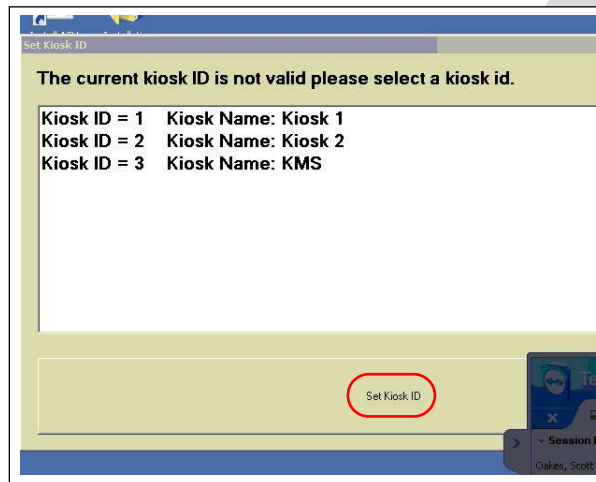 Set Kiosk ID
The current kiosk ID is not valid please select a kiosk id.
Kiosk ID = 1 Kiosk Name: Kiosk 1
Kiosk ID = 2 Kiosk Name: Kiosk 2
Kiosk ID = 3 Kiosk Name: KMS
Set Kiosk ID
Session
Oakes, Scott